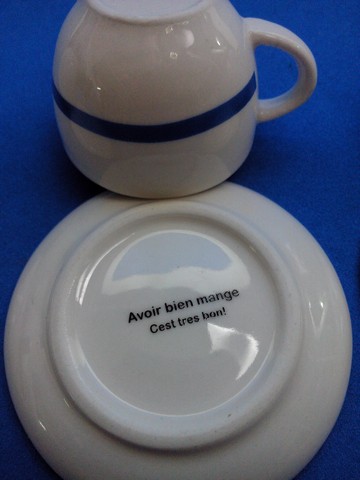 Avoir bien mange
Cest tres bon!